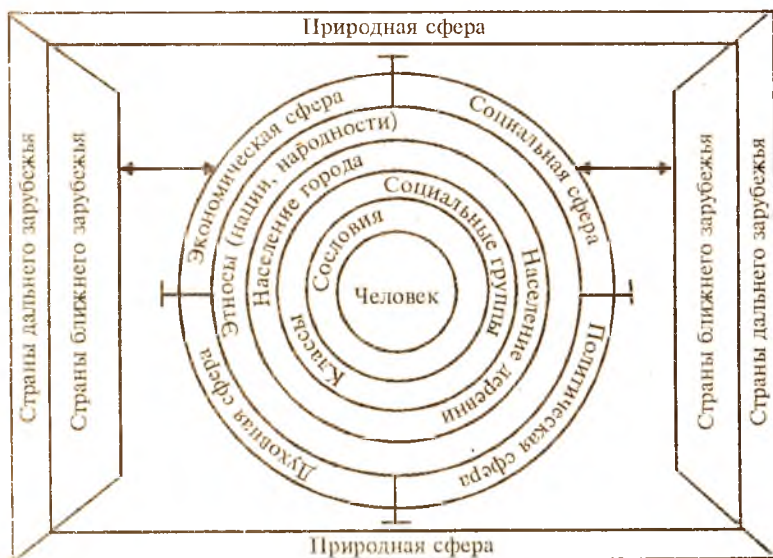 Природная сфера
Страны дальнего зарубежья
Страны ближнего зарубежья
Экономическая сфера
Социальная сфера
Этносы (нации, народности)
Население города
Социальные группы
Сословия
Человек
Классы
Население деревни
Духовная сфера
Политическая сфера
Страны ближнего зарубежья
Страны дальнего зарубежья
Природная сфера